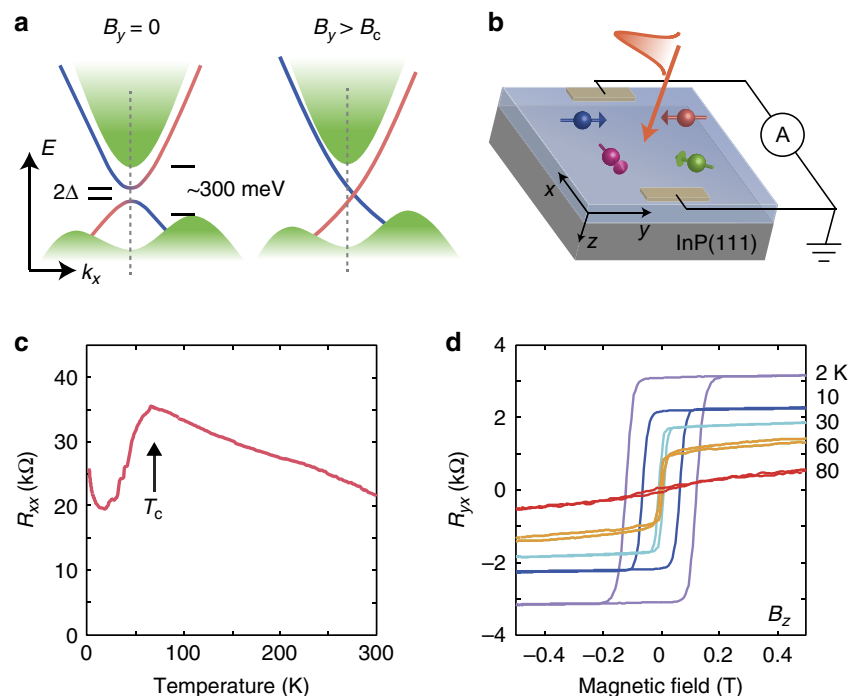 a
B_y = 0
B_y > B_c
E
2Δ
~300 meV
k_x
b
A
x
y
z
InP(111)
c
45
40
30
20
10
0
R_xx (kΩ)
T_c
0
100
200
300
Temperature (K)
d
4
2
0
−2
−4
R_yx (kΩ)
2 K
10
30
60
80
B_z
−0.4
−0.2
0
0.2
0.4
Magnetic field (T)